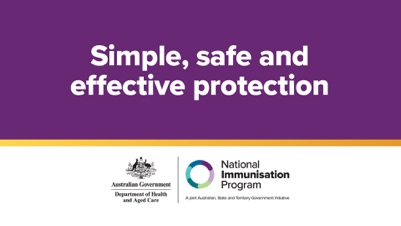 Simple, safe and
effective protection
Australian Government
Department of Health
and Aged Care
National
Immunisation
Program
A joint Australian, State and Territory Government Initiative